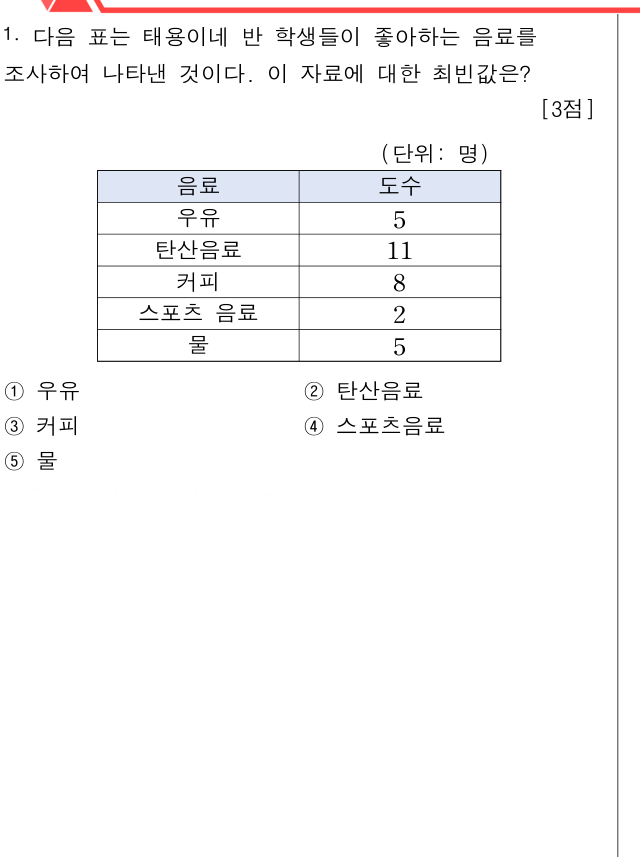 1. 다음 표는 태용이네 반 학생들이 좋아하는 음료를
조사하여 나타낸 것이다. 이 자료에 대한 최빈값은?
[3점]
(단위: 명)
음료 도수
우유 5
탄산음료 11
커피 8
스포츠 음료 2
물 5
① 우유 ② 탄산음료
③ 커피 ④ 스포츠음료
⑤ 물